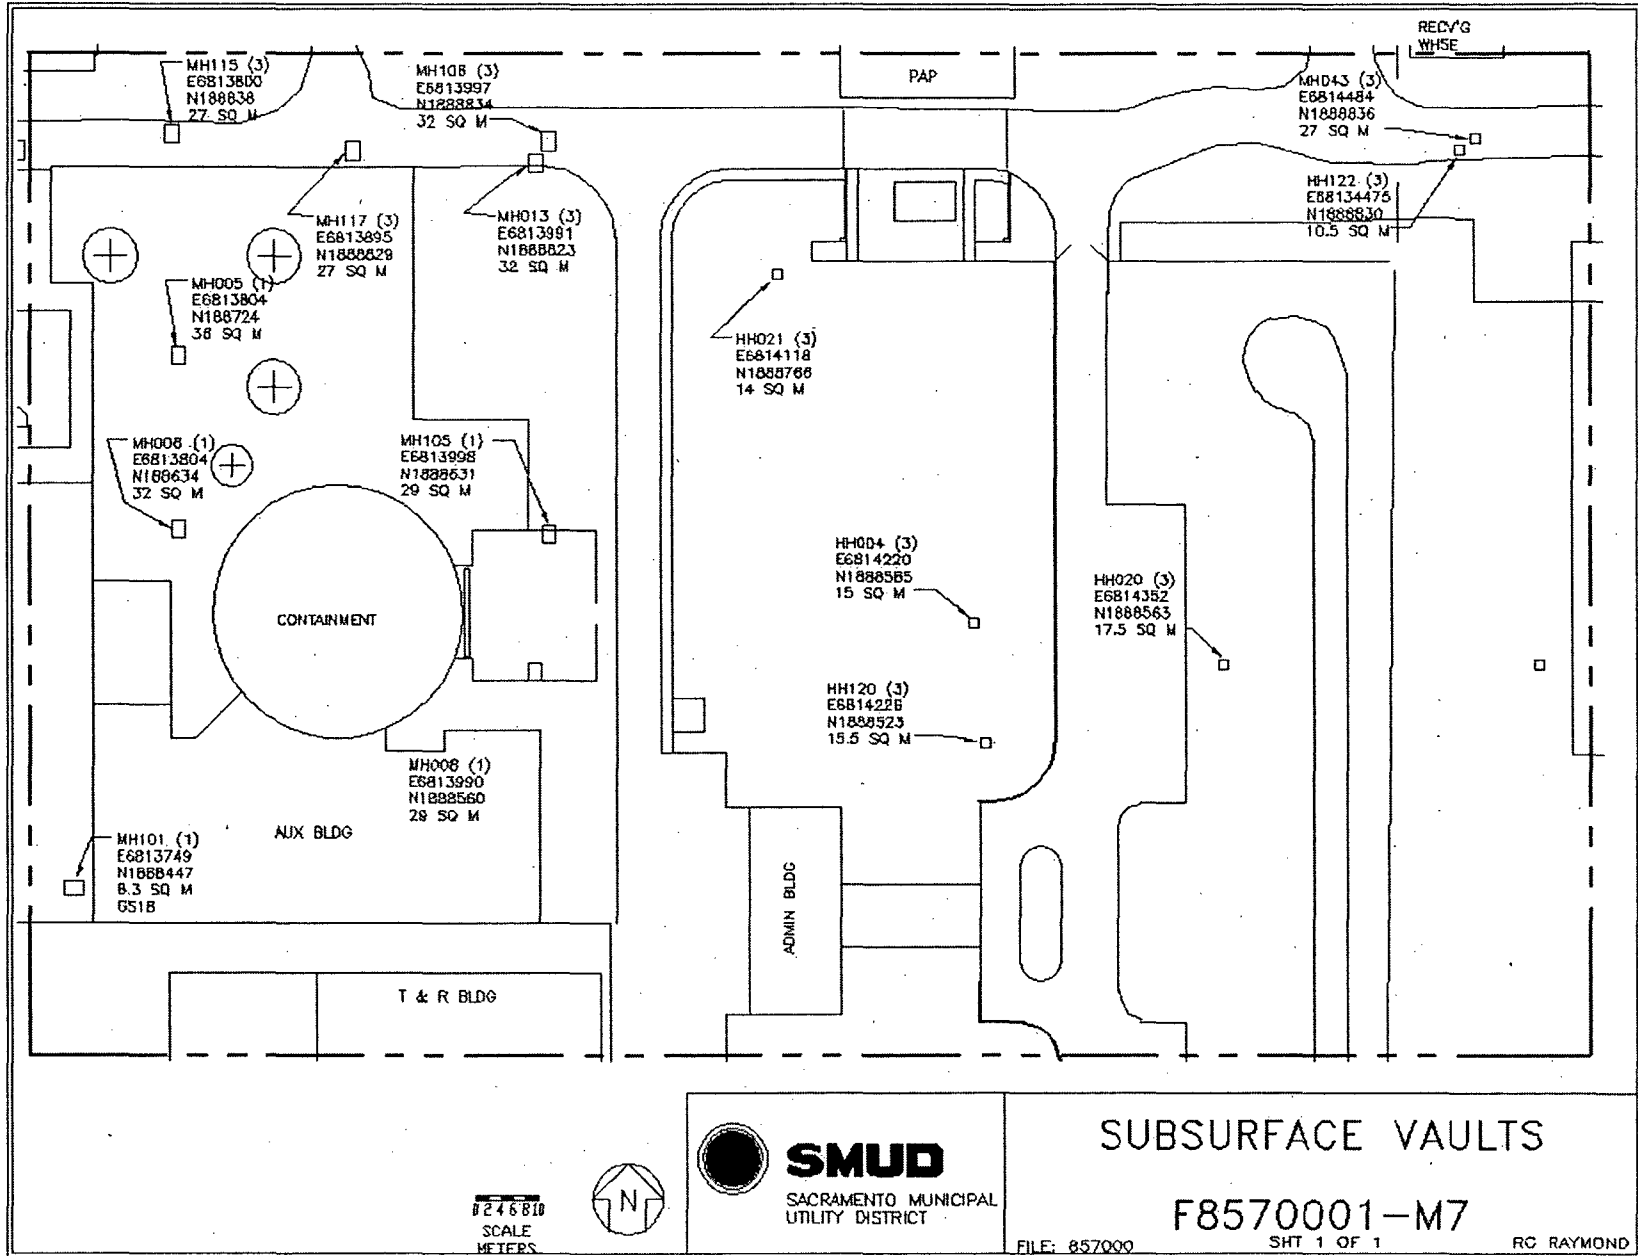 RECV'G
WHSE
MH115 (3)
E6813800
N188838
27 SQ M
MH108 (3)
E6813997
N1888834
32 SQ M
PAP
MH043 (3)
E6814484
N1888836
27 SQ M
HH122 (3)
E68134475
N1888830
10.5 SQ M
MH117 (3)
E6813895
N1888829
27 SQ M
MH013 (3)
E6813991
N1888823
32 SQ M
MH005 (1)
E6813804
N188724
38 SQ M
HH021 (3)
E6814118
N1888766
14 SQ M
MH006 (1)
E6813804
N188634
32 SQ M
MH105 (1)
E6813998
N1888631
29 SQ M
HH004 (3)
E6814220
N1888585
15 SQ M
HH020 (3)
E6814352
N1888563
17.5 SQ M
CONTAINMENT
HH120 (3)
E6814226
N1888523
15.5 SQ M
MH008 (1)
E6813990
N1888560
29 SQ M
AUX BLDG
MH101 (1)
E6813749
N1888447
8.3 SQ M
GS1B
ADMIN BLDG
T & R BLDG
0 2 4 6 8 10
SCALE
METERS
N
SMUD
SACRAMENTO MUNICIPAL
UTILITY DISTRICT
SUBSURFACE VAULTS
F8570001-M7
FILE: 857000
SHT 1 OF 1
RC RAYMOND